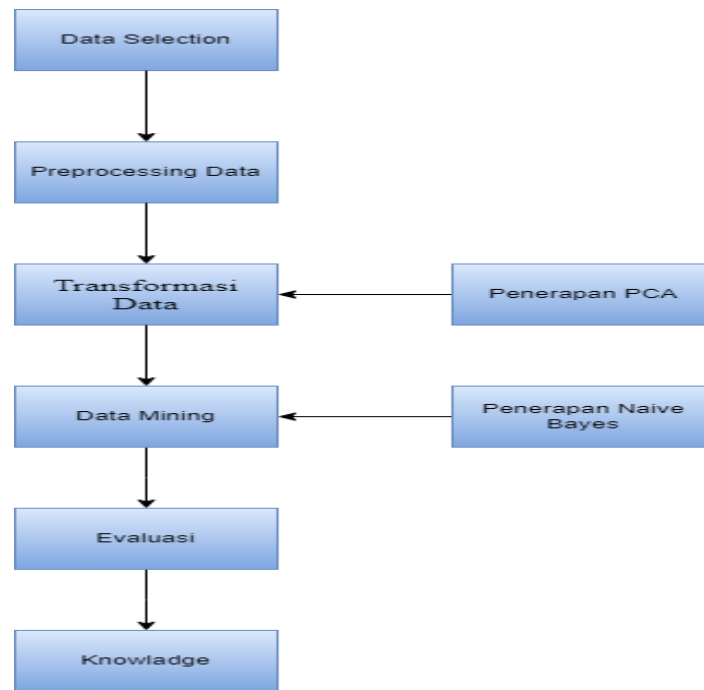 Data Selection
Preprocessing Data
Transformasi
Data
Penerapan PCA
Data Mining
Penerapan Naive
Bayes
Evaluasi
Knowladge